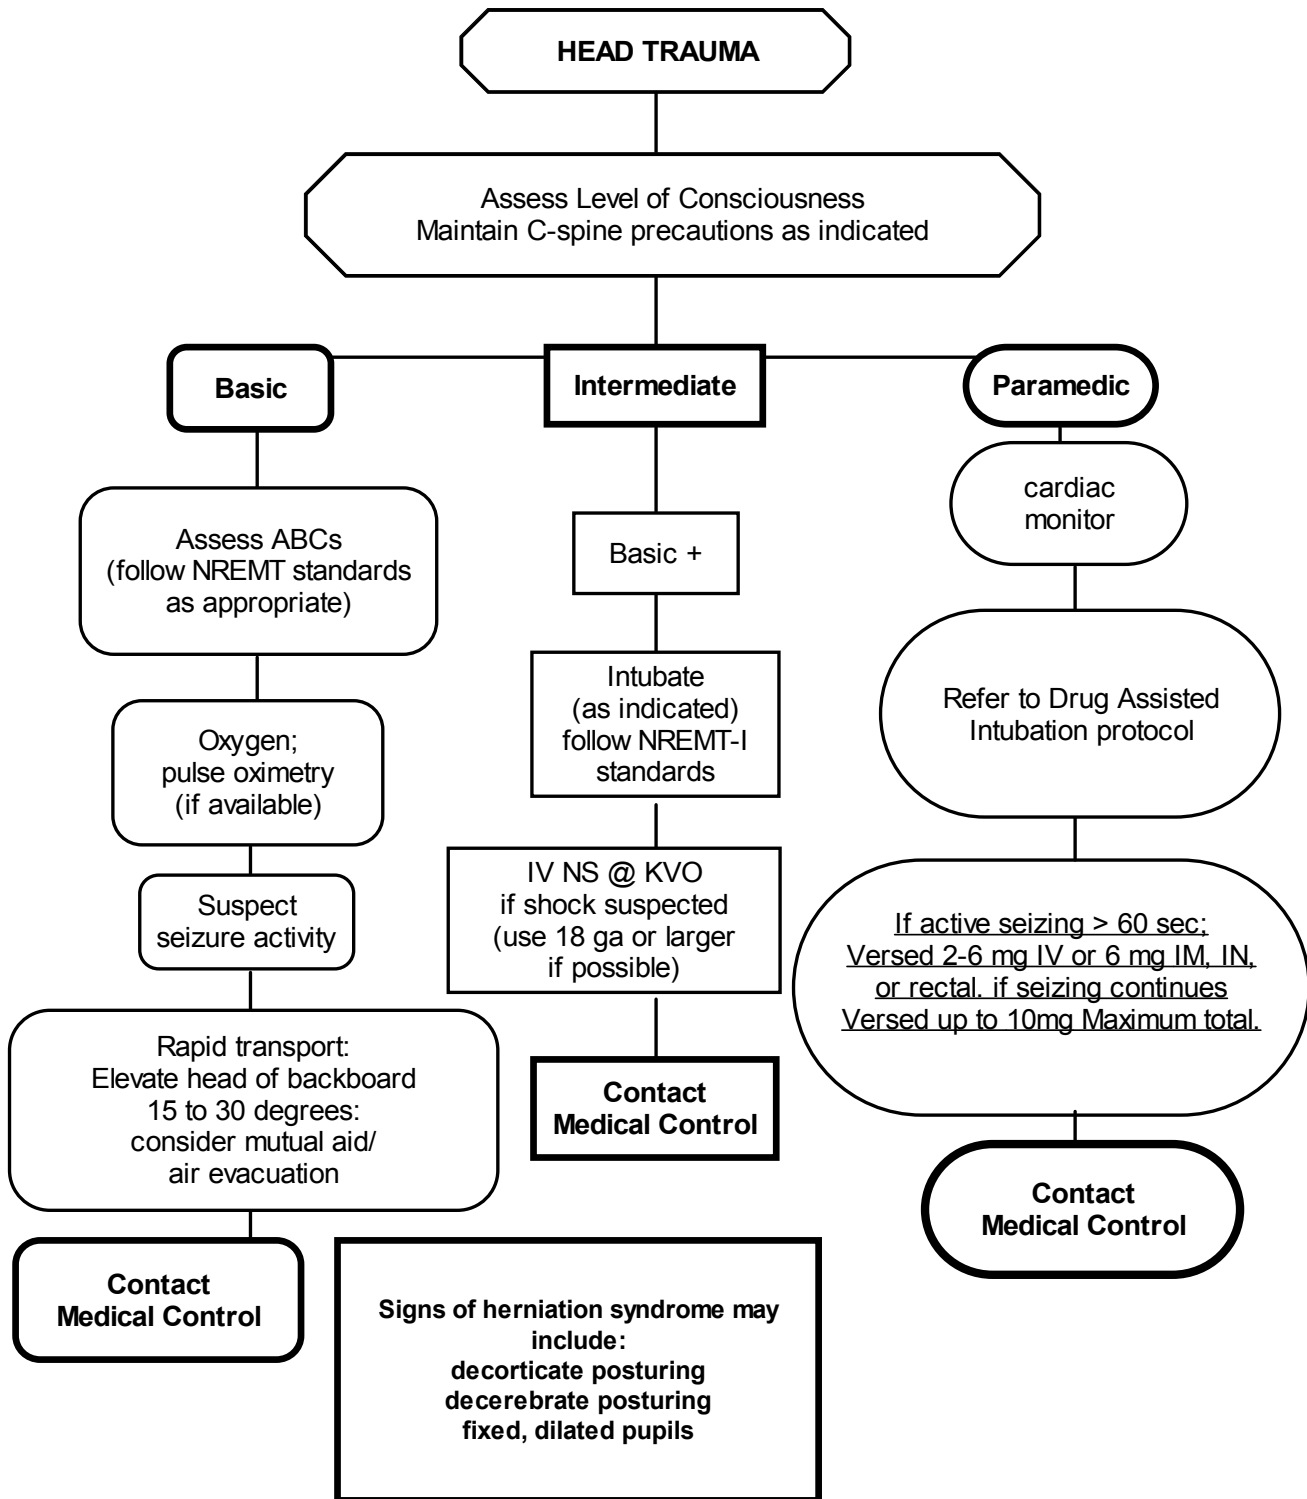 HEAD TRAUMA
Assess Level of Consciousness
Maintain C-spine precautions as indicated
Basic
Intermediate
Paramedic
Assess ABCs
(follow NREMT standards
as appropriate)
Oxygen;
pulse oximetry
(if available)
Suspect
seizure activity
Rapid transport:
Elevate head of backboard
15 to 30 degrees:
consider mutual aid/
air evacuation
Contact
Medical Control
Basic +
Intubate
(as indicated)
follow NREMT-I
standards
IV NS @ KVO
if shock suspected
(use 18 ga or larger
if possible)
Contact
Medical Control
cardiac
monitor
Refer to Drug Assisted
Intubation protocol
If active seizing > 60 sec;
Versed 2-6 mg IV or 6 mg IM, IN,
or rectal. if seizing continues
Versed up to 10mg Maximum total.
Contact
Medical Control
Signs of herniation syndrome may
include:
decorticate posturing
decerebrate posturing
fixed, dilated pupils